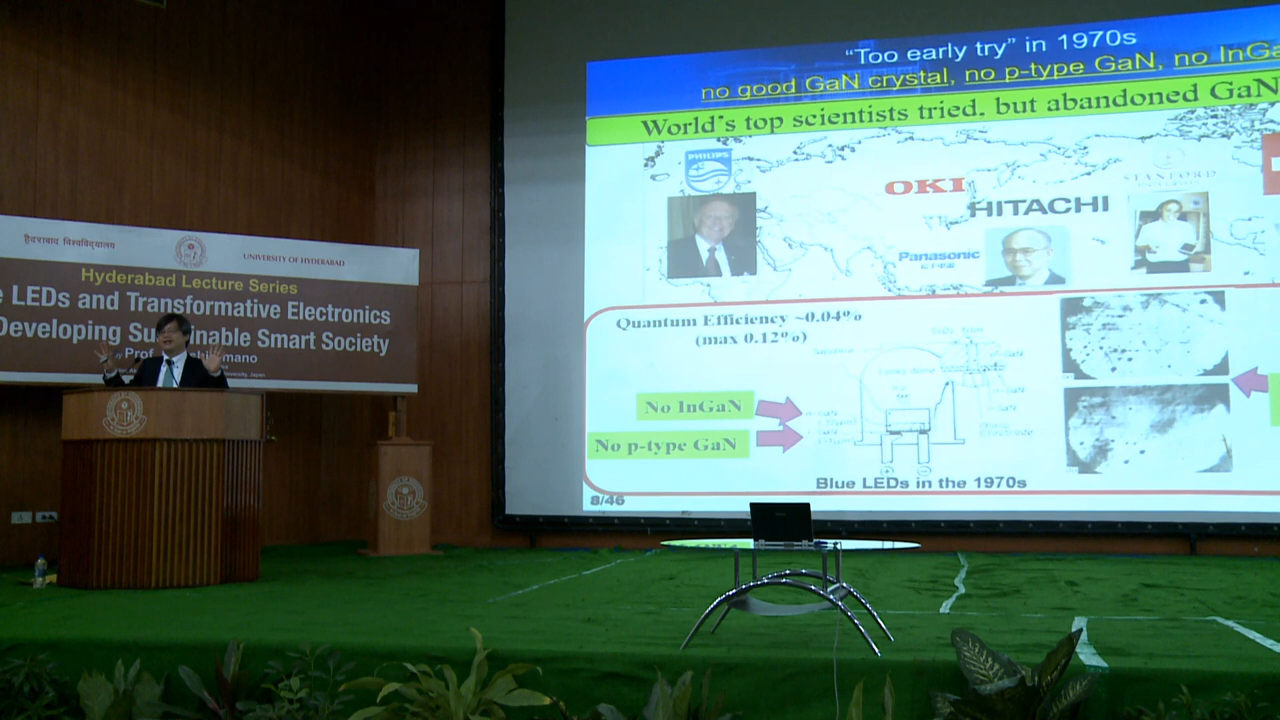 “Too early try” in 1970s
no good GaN crystal, no p-type GaN, no InGa
World's top scientists tried, but abandoned GaN
PHILIPS
OKI
HITACHI
STANFORD
Panasonic
Quantum Efficiency ~0.04%
(max 0.12%)
No InGaN
No p-type GaN
Blue LEDs in the 1970s
8/46
हैदराबाद विश्वविद्यालय
UNIVERSITY OF HYDERABAD
Hyderabad Lecture Series
LEDs and Transformative Electronics
Developing Smart Society
Prof.
University, Japan